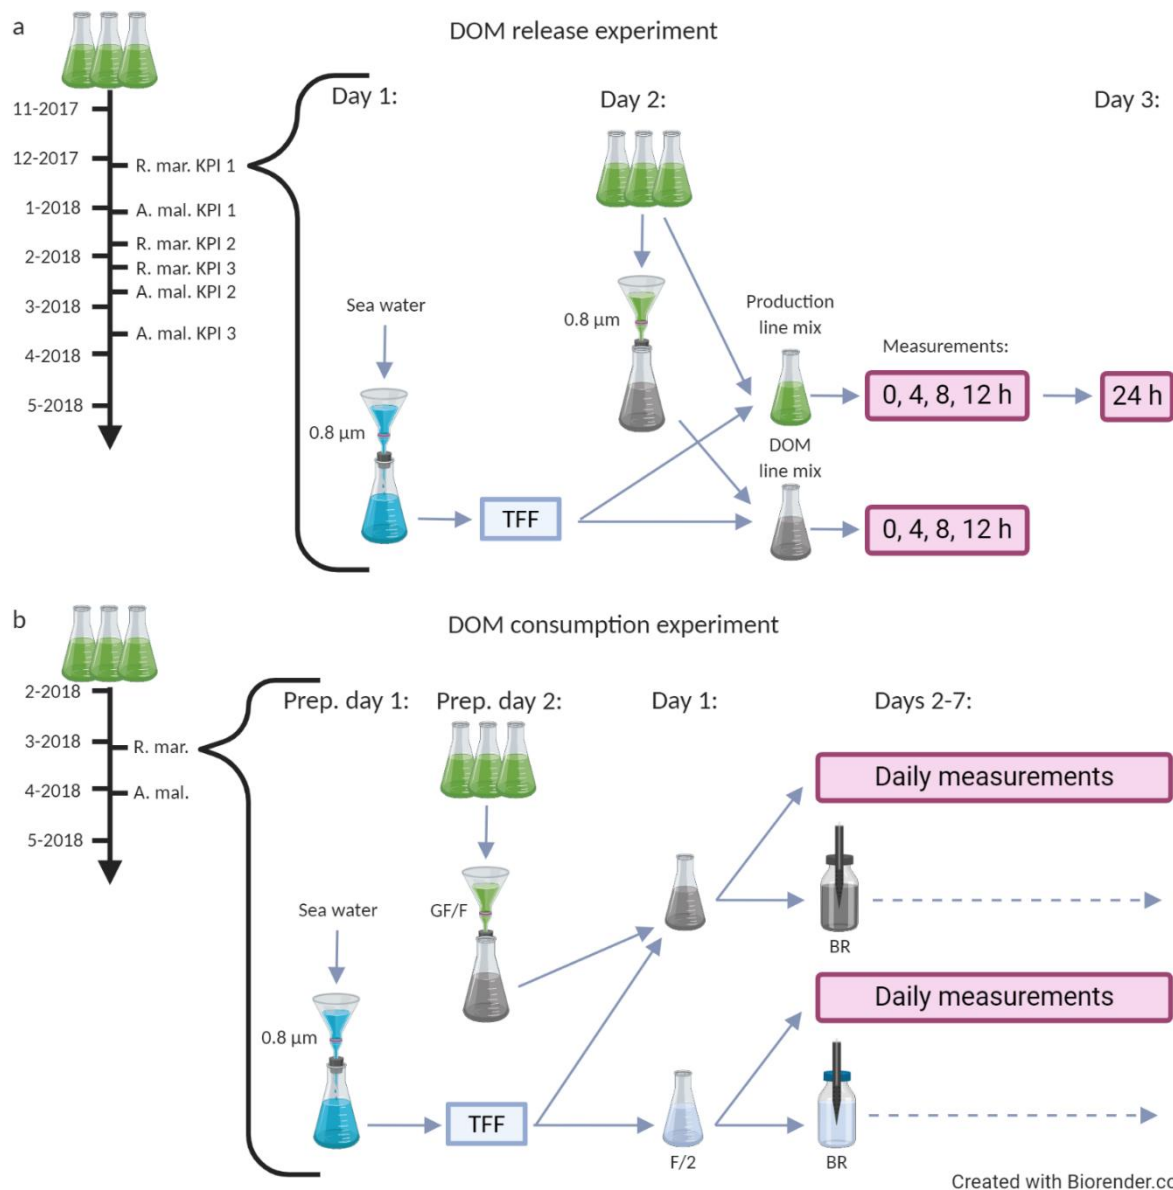 a
DOM release experiment
11-2017
12-2017
1-2018
2-2018
3-2018
4-2018
5-2018
R. mar. KPI 1
A. mal. KPI 1
R. mar. KPI 2
R. mar. KPI 3
A. mal. KPI 2
A. mal. KPI 3
Day 1:
Sea water
0.8 µm
TFF
Day 2:
0.8 µm
Production
line mix
DOM
line mix
Measurements:
0, 4, 8, 12 h
0, 4, 8, 12 h
Day 3:
24 h
b
DOM consumption experiment
2-2018
3-2018
4-2018
5-2018
R. mar.
A. mal.
Prep. day 1:
Sea water
0.8 µm
TFF
Prep. day 2:
GF/F
Day 1:
F/2
Days 2-7:
Daily measurements
BR
Daily measurements
BR
Created with Biorender.co